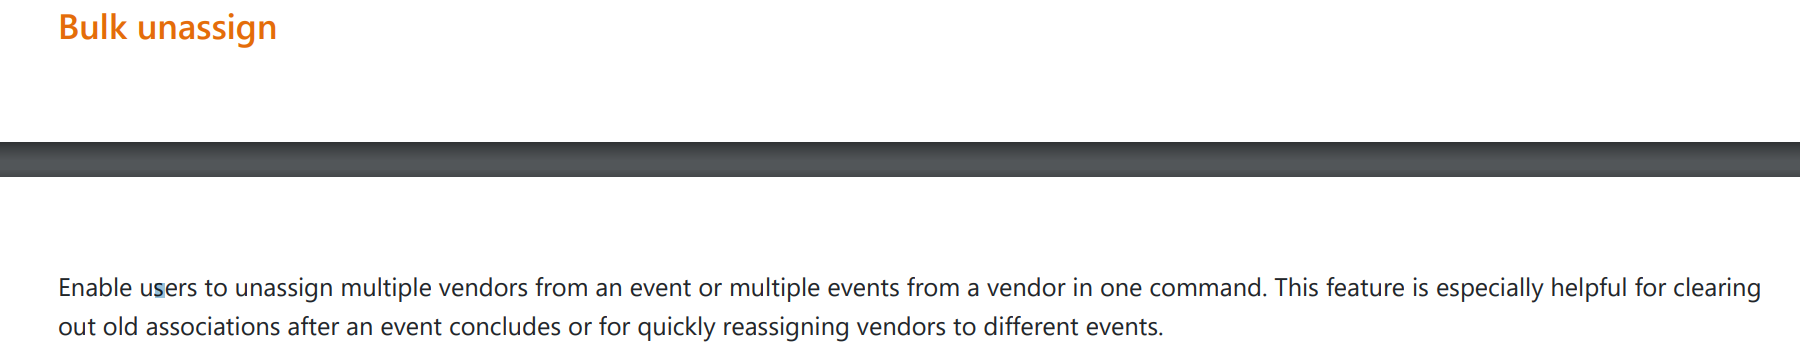 Bulk unassign
Enable users to unassign multiple vendors from an event or multiple events from a vendor in one command. This feature is especially helpful for clearing
out old associations after an event concludes or for quickly reassigning vendors to different events.